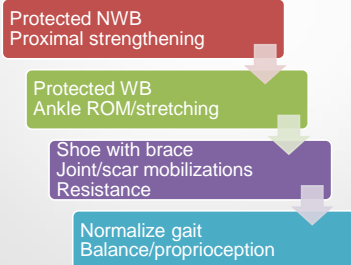 Protected NWB
Proximal strengthening
Protected WB
Ankle ROM/stretching
Shoe with brace
Joint/scar mobilizations
Resistance
Normalize gait
Balance/proprioception